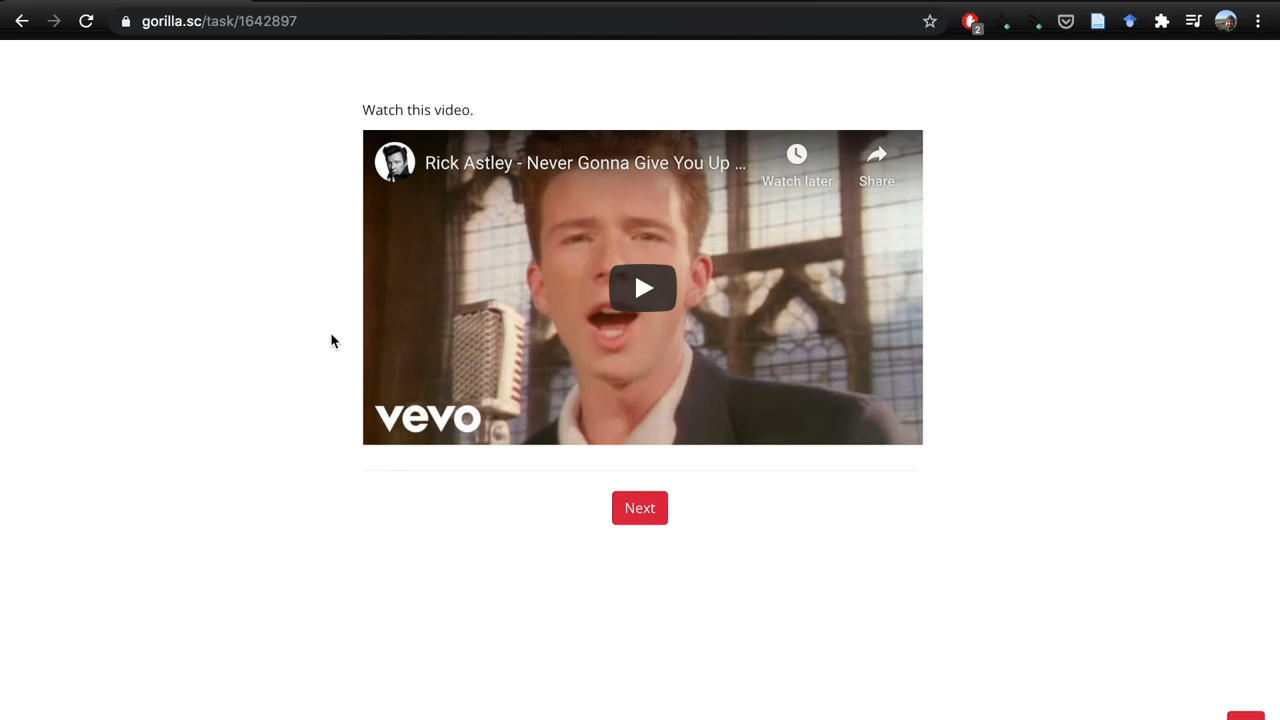 gorilla.sc/task/1642897
2
Watch this video.
Rick Astley - Never Gonna Give You Up ...
Watch later
Share
vevo
Next